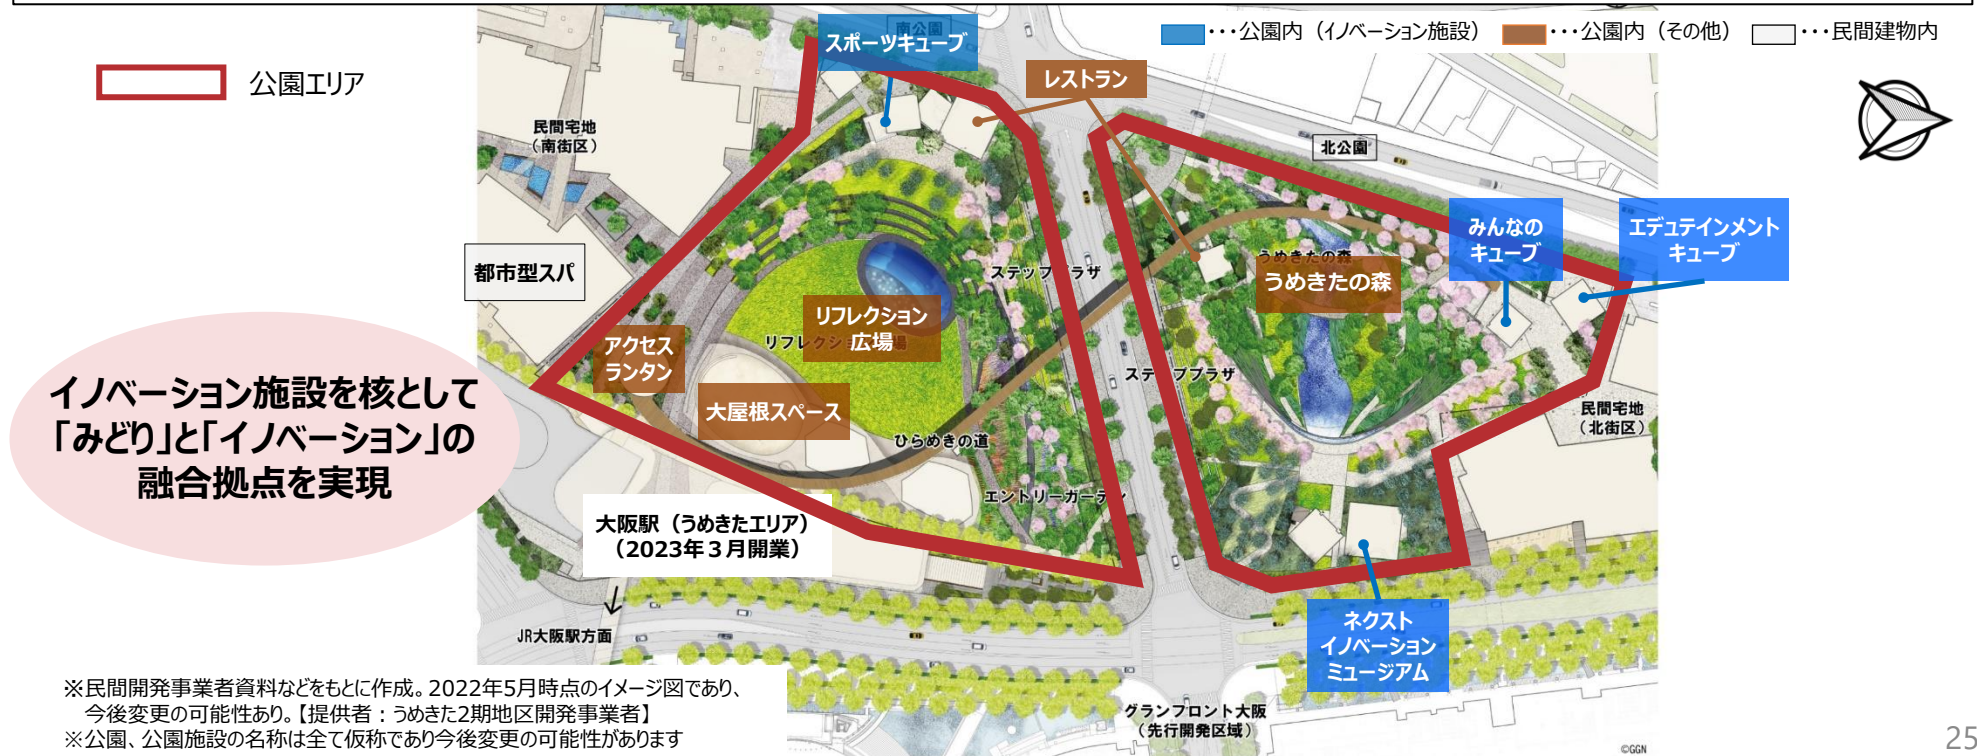 ・・・公園内（イノベーション施設）
・・・公園内（その他）
・・・民間建物内
公園エリア
南公園
スポーツキューブ
レストラン
民間宅地
（南街区）
北公園
みんなの
キューブ
エデュテインメント
キューブ
都市型スパ
ステッププラザ
うめきたの森
うめきたの森
リフレクション
広場
アクセス
ランタン
大屋根スペース
ひらめきの道
ステッププラザ
民間宅地
（北街区）
イノベーション施設を核として
「みどり」と「イノベーション」の
融合拠点を実現
エントリーガーデン
大阪駅（うめきたエリア）
（2023年３月開業）
JR大阪駅方面
ネクスト
イノベーション
ミュージアム
グランフロント大阪
（先行開発区域）
※民間開発事業者資料などをもとに作成。2022年5月時点のイメージ図であり、
今後変更の可能性あり。【提供者：うめきた2期地区開発事業者】
※公園、公園施設の名称は全て仮称であり今後変更の可能性があります
©GGN
25